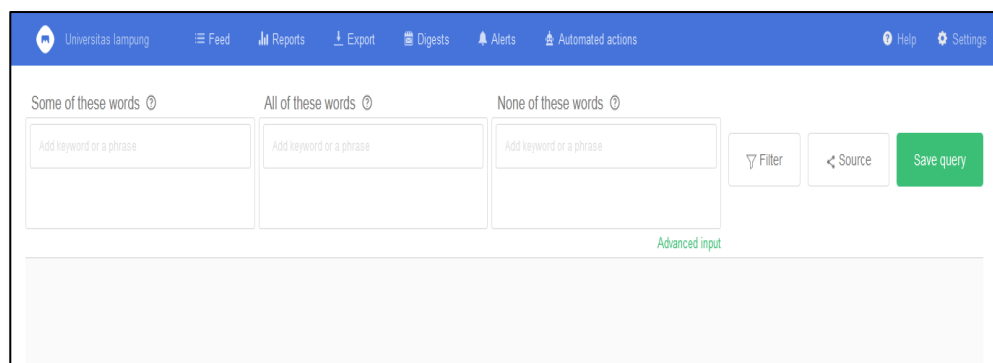 Universitas lampung Feed Reports Export Digests Alerts Automated actions Help Settings
Some of these words All of these words None of these words
Add keyword or a phrase Add keyword or a phrase Add keyword or a phrase
Filter Source Save query
Advanced input